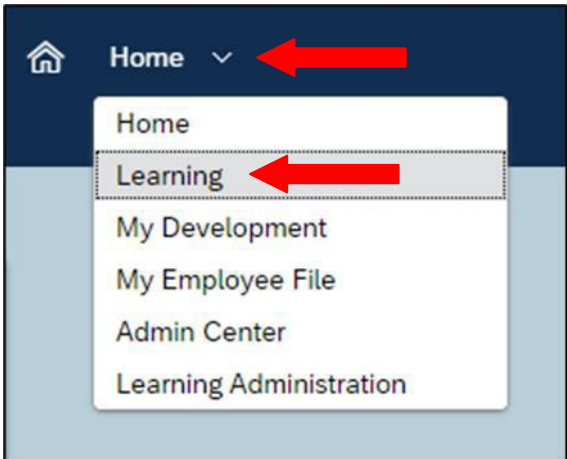 Home
Home
Learning
My Development
My Employee File
Admin Center
Learning Administration